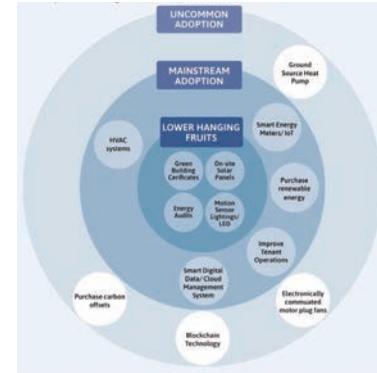 UNCOMMON
ADOPTION
MAINSTREAM
ADOPTION
Ground
Source Heat
Pump
LOWER HANGING
FRUITS
HVAC
systems
Smart Energy
Meters/ IoT
Green
Building
Cerificates
On-site
Solar
Panels
Purchase
renewable
energy
Energy
Audits
Motion
Sensor
Lightings/
LED
Improve
Tenant
Operations
Smart Digital
Data/ Cloud
Management
System
Purchase carbon
offsets
Electronically
commuated
motor plug fans
Blockchain
Technology